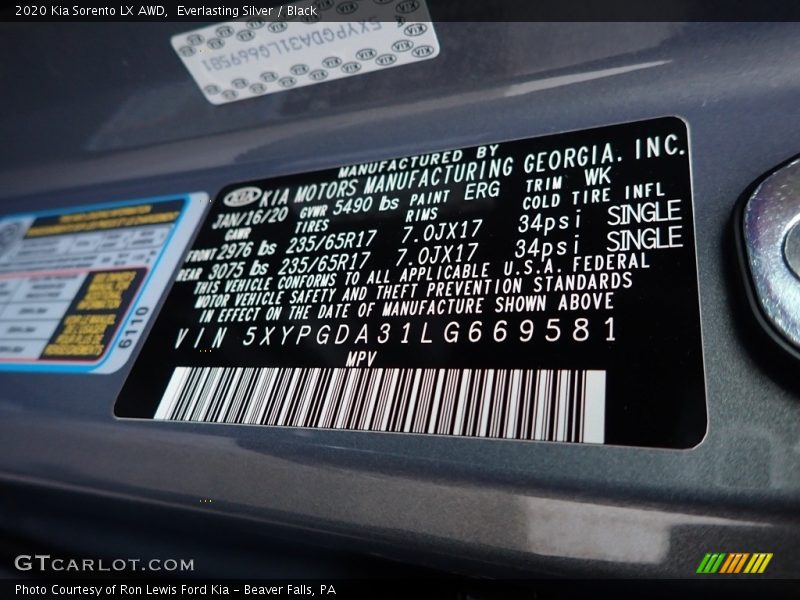 2020 Kia Sorento LX AWD, Everlasting Silver / Black
5XYPGDA31LG669581
MANUFACTURED BY
KIA KIA MOTORS MANUFACTURING GEORGIA. INC.
JAN/16/20 GVWR 5490 lbs PAINT ERG TRIM WK
GAWR TIRES RIMS COLD TIRE INFL
FRONT 2976 lbs 235/65R17 7.0JX17 34psi SINGLE
REAR 3075 lbs 235/65R17 7.0JX17 34psi SINGLE
THIS VEHICLE CONFORMS TO ALL APPLICABLE U.S.A. FEDERAL
MOTOR VEHICLE SAFETY AND THEFT PREVENTION STANDARDS
IN EFFECT ON THE DATE OF MANUFACTURE SHOWN ABOVE
VIN 5XYPGDA31LG669581
MPV
6110
GTCARLOT.COM
Photo Courtesy of Ron Lewis Ford Kia - Beaver Falls, PA